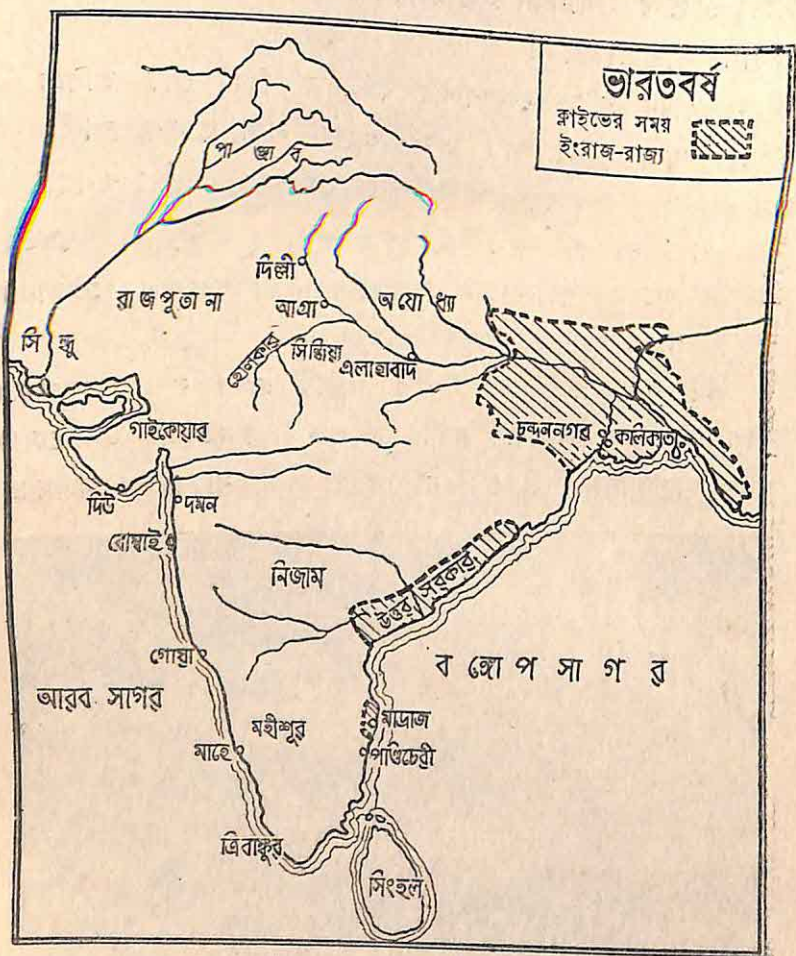 ভারতবর্ষ
ক্লাইভের সময়
ইংরাজ-রাজ্য
পাঞ্জাব
দিল্লী
রাজপুতানা
আগ্রা
অযোধ্যা
সিন্ধু
হোলকার
সিন্ধিয়া
এলাহাবাদ
গাইকোয়ার
চন্দননগর
কলিকাতা
দিউ
দমন
বোম্বাই
নিজাম
উত্তর সরকার
গোয়া
বঙ্গোপসাগর
আরব সাগর
মহীশূর
মাদ্রাজ
মাহে
পণ্ডিচেরী
ত্রিবাঙ্কুর
সিংহল